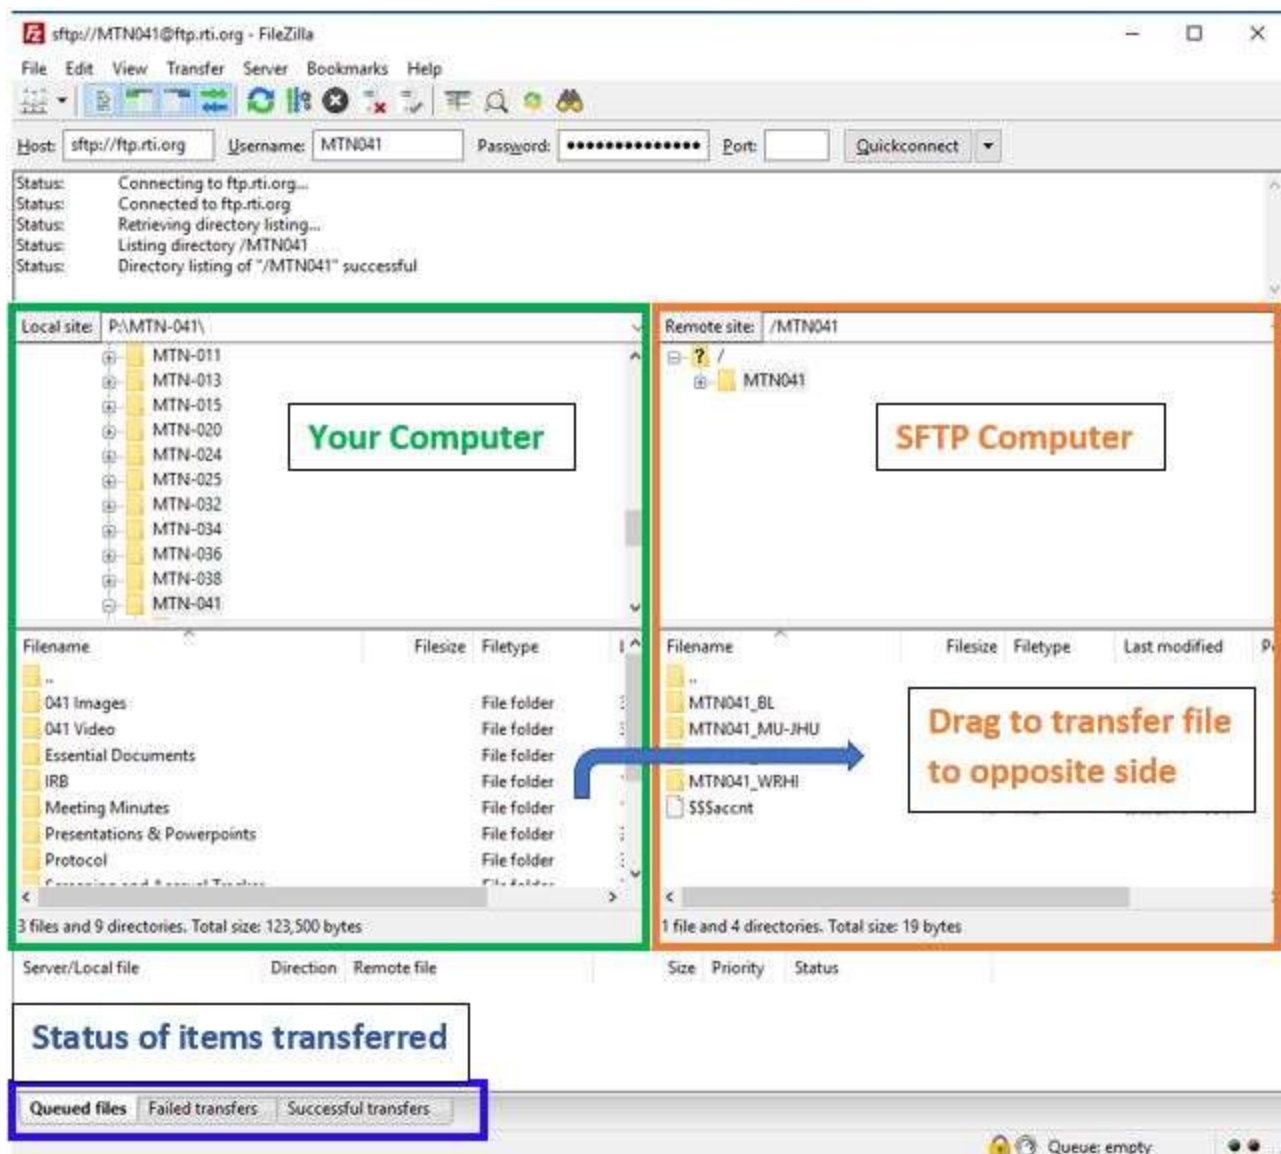 sftp://MTN041@ftp.rti.org - FileZilla
File Edit View Transfer Server Bookmarks Help
Host: sftp://ftp.rti.org Username: MTN041 Password: •••••••••••••• Port: Quickconnect
Status: Connecting to ftp.rti.org...
Status: Connected to ftp.rti.org
Status: Retrieving directory listing...
Status: Listing directory /MTN041
Status: Directory listing of "/MTN041" successful
Local site: P:\MTN-041\
MTN-011
MTN-013
MTN-015
MTN-020
MTN-024
MTN-025
MTN-032
MTN-034
MTN-036
MTN-038
MTN-041
Your Computer
Filename Filesize Filetype
..
041 Images File folder
041 Video File folder
Essential Documents File folder
IRB File folder
Meeting Minutes File folder
Presentations & Powerpoints File folder
Protocol File folder
Screening and Accrual Tracker File folder
3 files and 9 directories. Total size: 123,500 bytes
Remote site: /MTN041
? /
MTN041
SFTP Computer
Filename Filesize Filetype Last modified
..
MTN041_BL
MTN041_MU-JHU
MTN041_WRHI
$$$accnt
Drag to transfer file
to opposite side
1 file and 4 directories. Total size: 19 bytes
Server/Local file Direction Remote file Size Priority Status
Status of items transferred
Queued files Failed transfers Successful transfers
Queue: empty